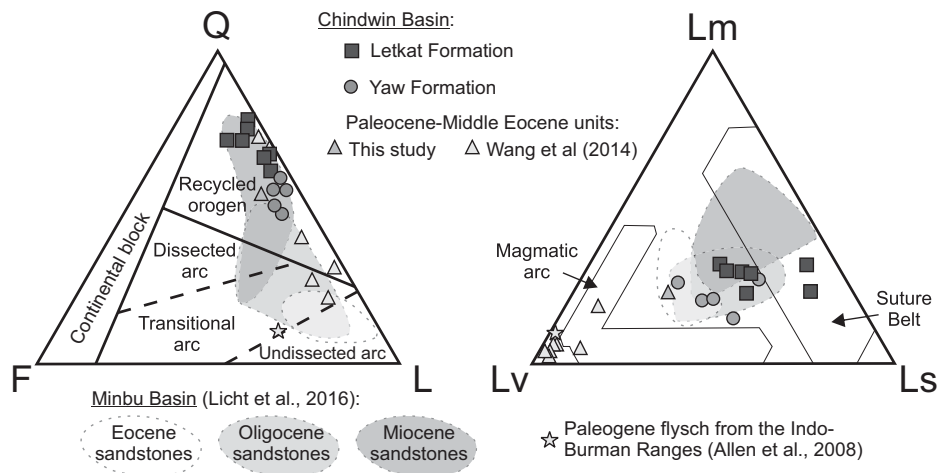 Q
Lm
Chindwin Basin:
Letkat Formation
Yaw Formation
Paleocene-Middle Eocene units:
This study
Wang et al (2014)
Recycled
orogen
Continental block
Dissected
arc
Transitional
arc
Undissected arc
F
L
Magmatic
arc
Suture
Belt
Lv
Ls
Minbu Basin (Licht et al., 2016):
Eocene
sandstones
Oligocene
sandstones
Miocene
sandstones
Paleogene flysch from the Indo-
Burman Ranges (Allen et al., 2008)